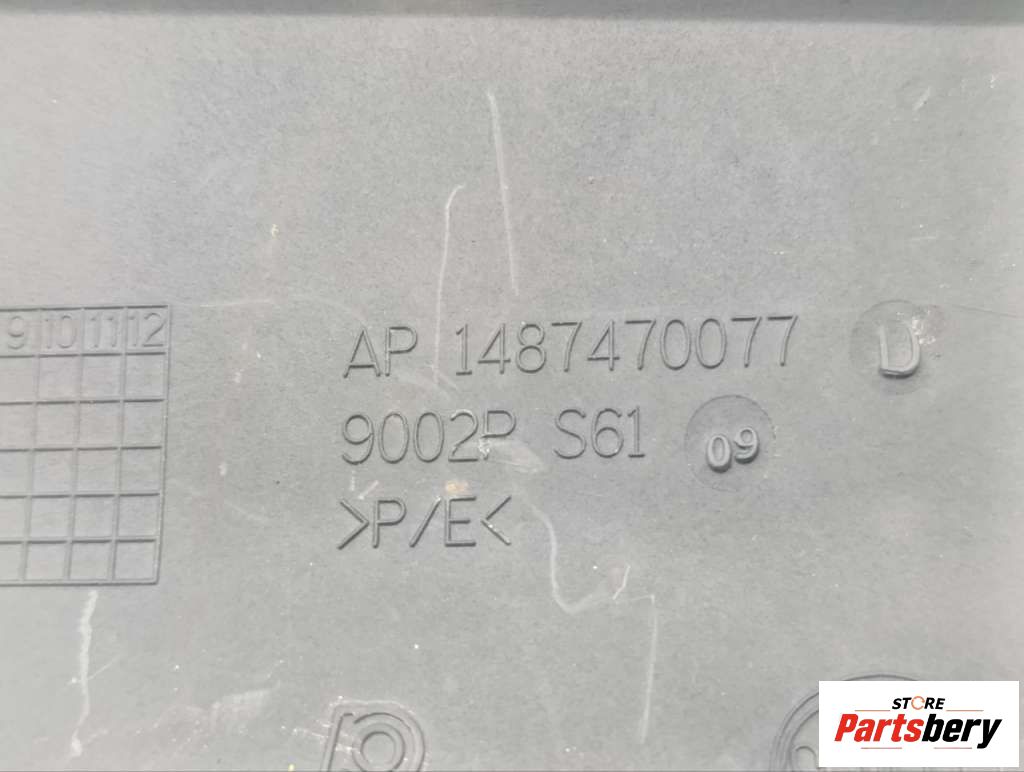 9 10 11 12
AP 1487470077 D
9002P S61 09
>P/E<
STORE
Partsbery